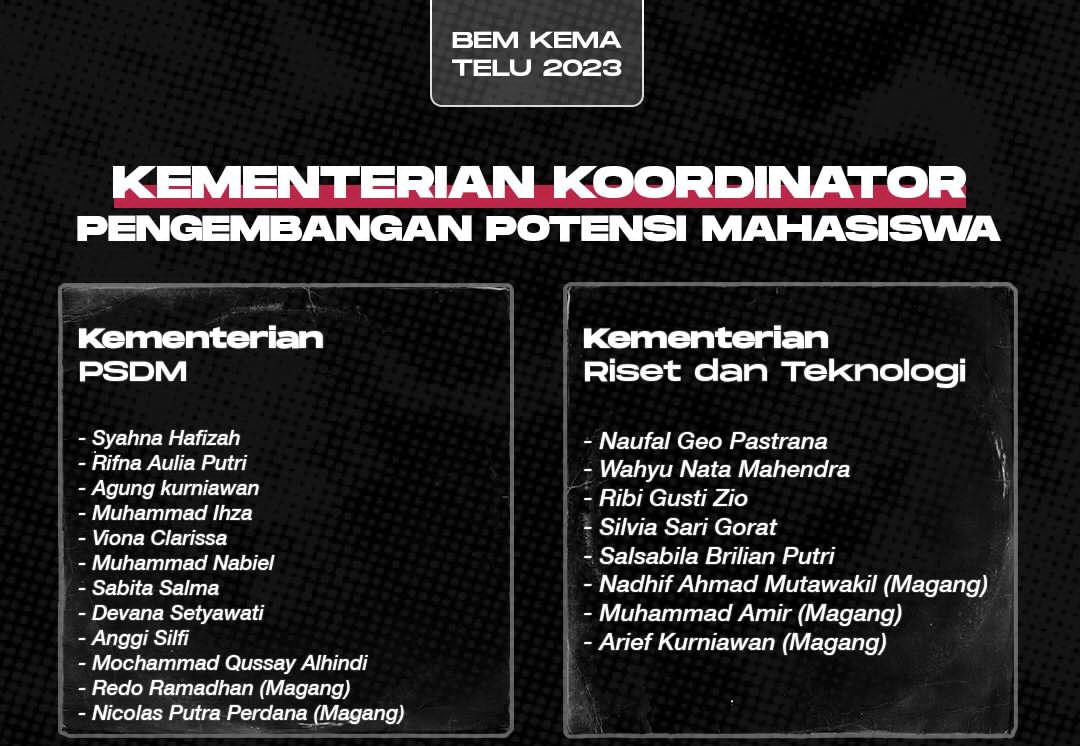 BEM KEMA
TELU 2023
KEMENTERIAN KOORDINATOR
PENGEMBANGAN POTENSI MAHASISWA
Kementerian
PSDM
- Syahna Hafizah
- Rifna Aulia Putri
- Agung kurniawan
- Muhammad Ihza
- Viona Clarissa
- Muhammad Nabiel
- Sabita Salma
- Devana Setyawati
- Anggi Silfi
- Mochammad Qussay Alhindi
- Redo Ramadhan (Magang)
- Nicolas Putra Perdana (Magang)
Kementerian
Riset dan Teknologi
- Naufal Geo Pastrana
- Wahyu Nata Mahendra
- Ribi Gusti Zio
- Silvia Sari Gorat
- Salsabila Brilian Putri
- Nadhif Ahmad Mutawakil (Magang)
- Muhammad Amir (Magang)
- Arief Kurniawan (Magang)